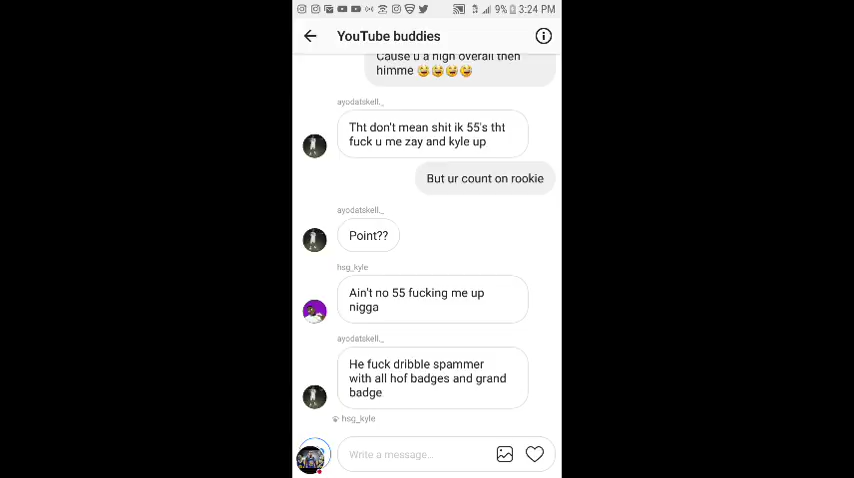 9% 3:24 PM
YouTube buddies
Cause u a high overall then
himme 😂😂😂😂
ayodatskell._
Tht don't mean shit ik 55's tht
fuck u me zay and kyle up
But ur count on rookie
ayodatskell._
Point??
hsg_kyle
Ain't no 55 fucking me up
nigga
ayodatskell._
He fuck dribble spammer
with all hof badges and grand
badge
hsg_kyle
Write a message...